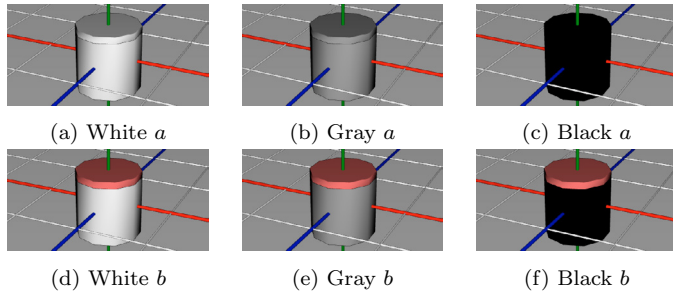 (a) White a
(b) Gray a
(c) Black a
(d) White b
(e) Gray b
(f) Black b